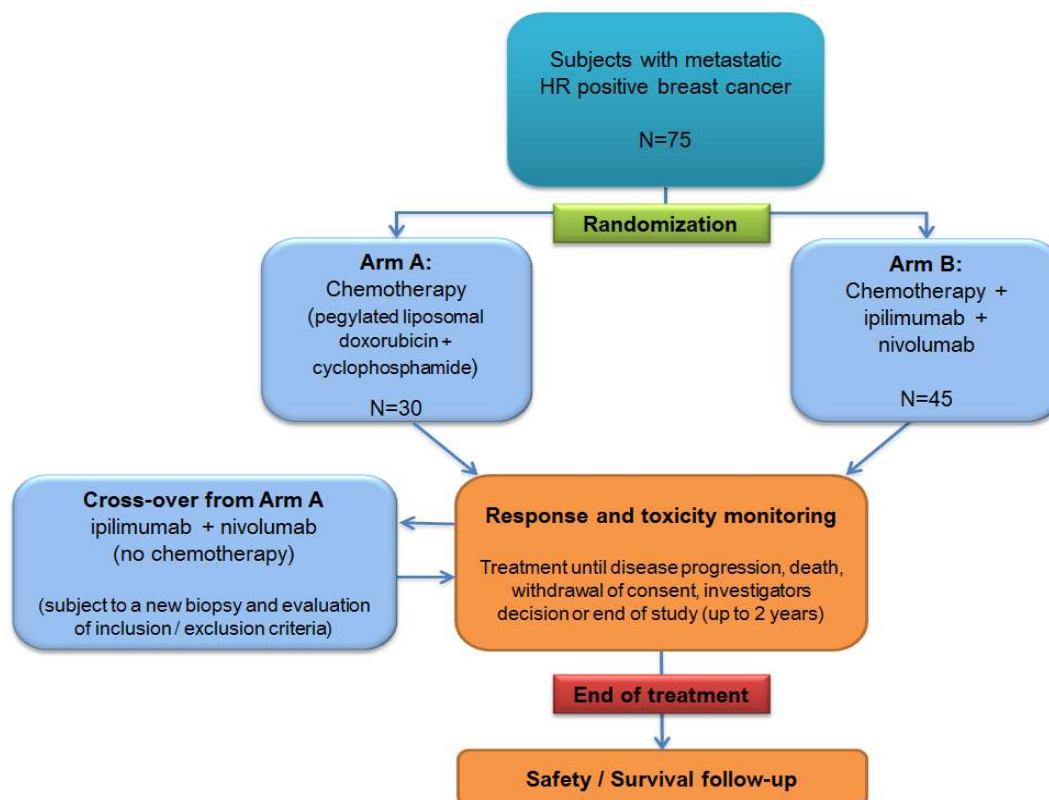 Subjects with metastatic
HR positive breast cancer
N=75
Randomization
Arm A:
Chemotherapy
(pegylated liposomal
doxorubicin +
cyclophosphamide)
N=30
Arm B:
Chemotherapy +
ipilimumab +
nivolumab
N=45
Cross-over from Arm A
ipilimumab + nivolumab
(no chemotherapy)
(subject to a new biopsy and evaluation
of inclusion / exclusion criteria)
Response and toxicity monitoring
Treatment until disease progression, death,
withdrawal of consent, investigators
decision or end of study (up to 2 years)
End of treatment
Safety / Survival follow-up